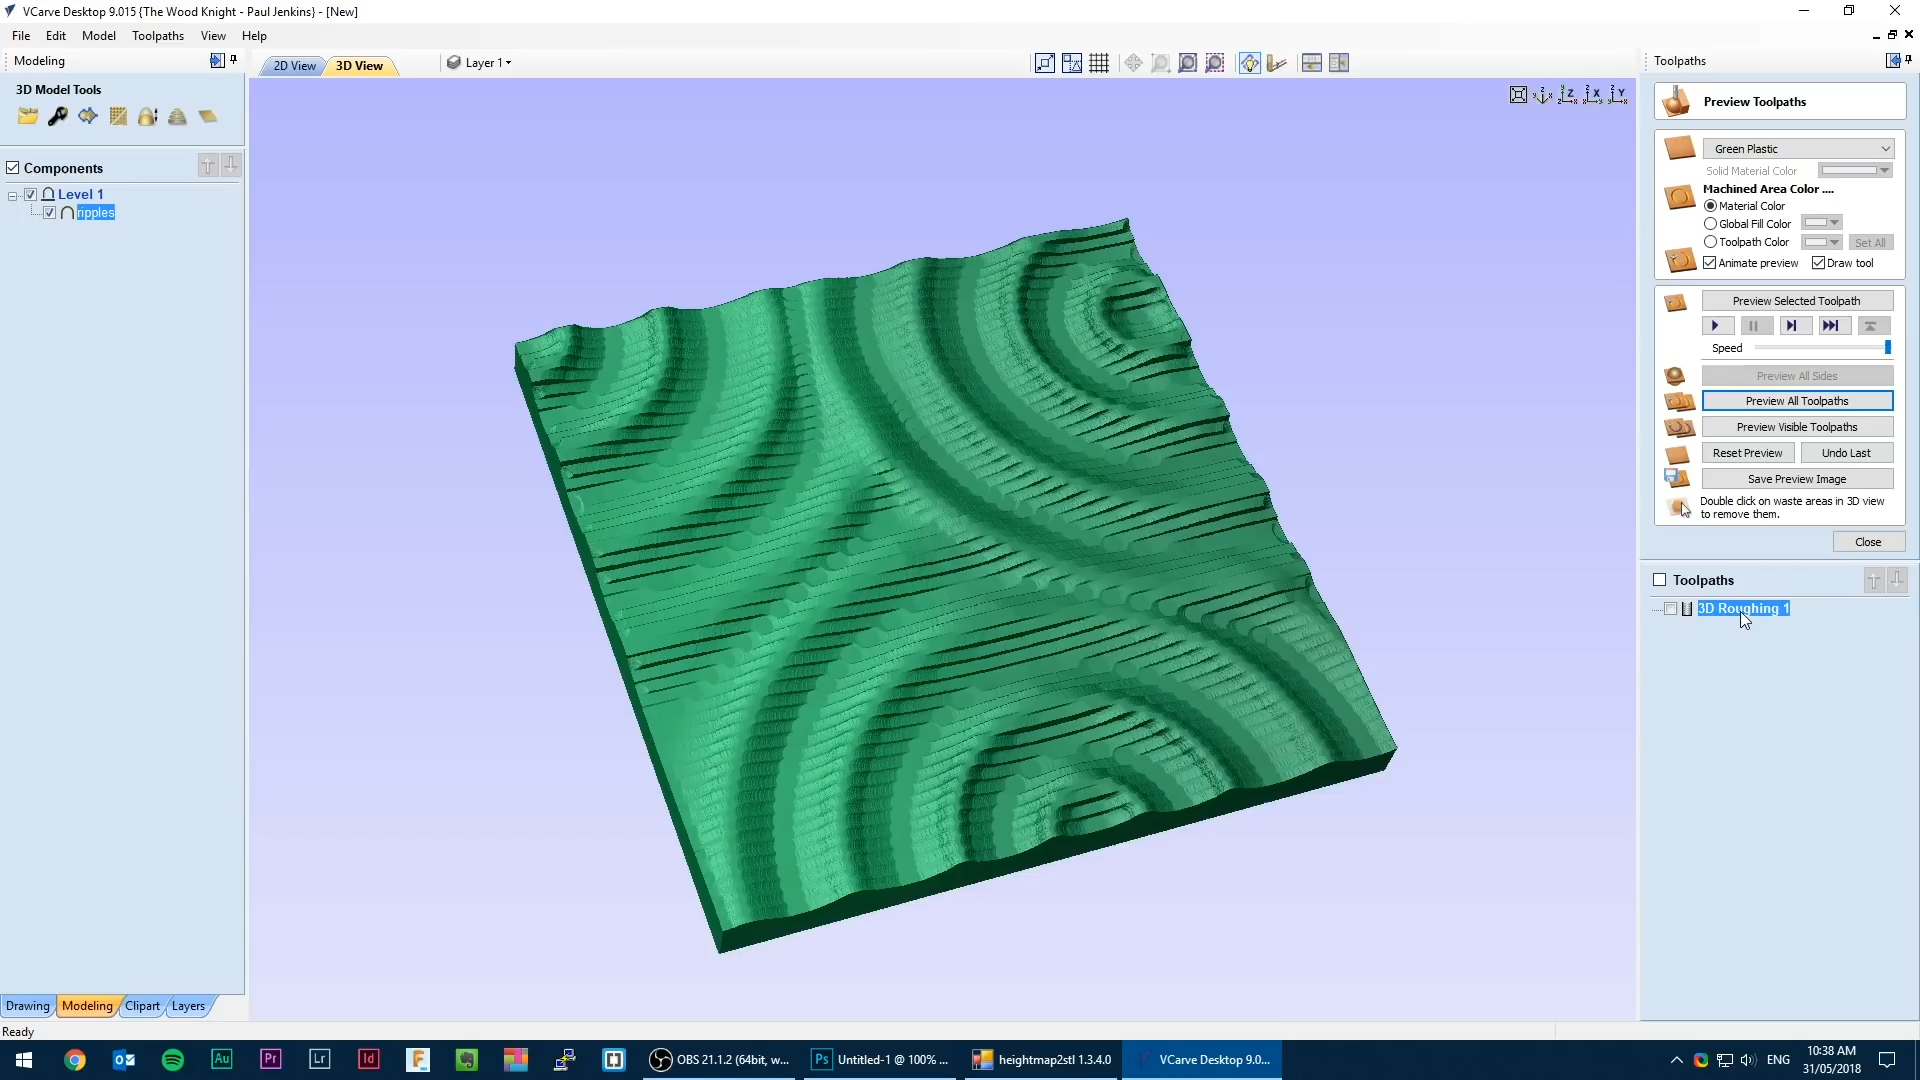 VCarve Desktop 9.015 {The Wood Knight - Paul Jenkins} - [New]
File Edit Model Toolpaths View Help
Modeling
2D View
3D View
Layer 1
Toolpaths
3D Model Tools
Components
Level 1
ripples
Z
X
Y
Preview Toolpaths
Green Plastic
Solid Material Color
Machined Area Color ....
Material Color
Global Fill Color
Toolpath Color
Set All
Animate preview
Draw tool
Preview Selected Toolpath
Speed
Preview All Sides
Preview All Toolpaths
Preview Visible Toolpaths
Reset Preview
Undo Last
Save Preview Image
Double click on waste areas in 3D view
to remove them.
Close
Toolpaths
3D Roughing 1
Drawing
Modeling
Clipart
Layers
Ready
Au
Pr
Lr
Id
F
OBS 21.1.2 (64bit, w...
Ps
Untitled-1 @ 100% ...
heightmap2stl 1.3.4.0
VCarve Desktop 9.0...
ENG
10:38 AM
31/05/2018